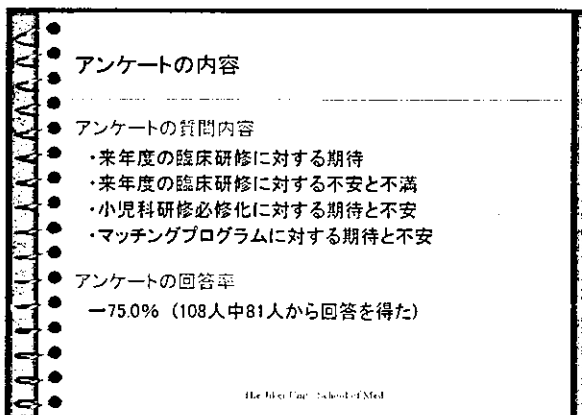 アンケートの内容
アンケートの質問内容
・来年度の臨床研修に対する期待
・来年度の臨床研修に対する不安と不満
・小児科研修必修化に対する期待と不安
・マッチングプログラムに対する期待と不安
アンケートの回答率
ー75.0% (108人中81人から回答を得た)
School of Med